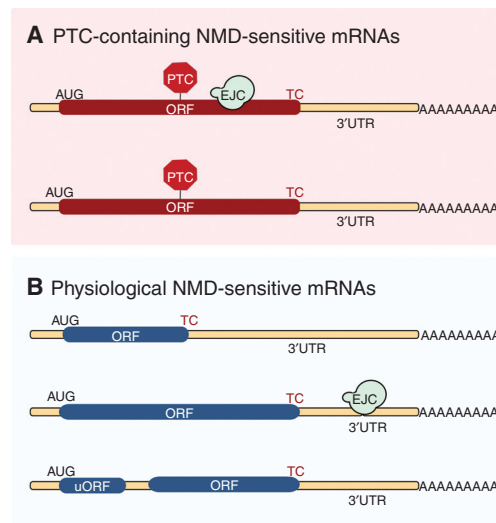 A PTC-containing NMD-sensitive mRNAs
PTC
AUG
EJC
TC
ORF
3′UTR
AAAAAAAAA
PTC
AUG
TC
ORF
3′UTR
AAAAAAAAA
B Physiological NMD-sensitive mRNAs
AUG
TC
ORF
3′UTR
AAAAAAAAA
AUG
TC
EJC
ORF
3′UTR
AAAAAAAAA
AUG
TC
uORF
ORF
3′UTR
AAAAAAAAA